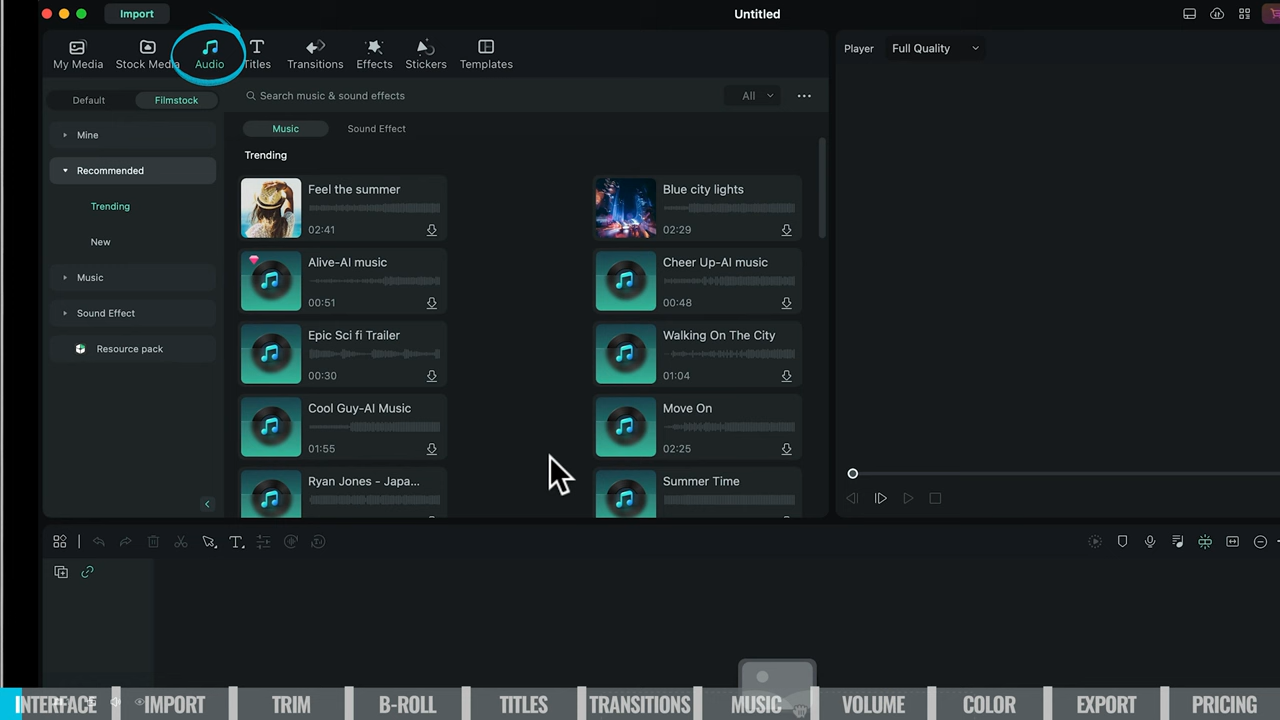 Import
Untitled
My Media
Stock Media
Audio
Titles
Transitions
Effects
Stickers
Templates
Player
Full Quality
Default
Filmstock
Search music & sound effects
All
Mine
Music
Sound Effect
Trending
Recommended
Trending
New
Music
Sound Effect
Resource pack
Feel the summer
02:41
Blue city lights
02:29
Alive-AI music
00:51
Cheer Up-AI music
00:48
Epic Sci fi Trailer
00:30
Walking On The City
01:04
Cool Guy-AI Music
01:55
Move On
02:25
Ryan Jones - Japa...
Summer Time
INTERFACE
IMPORT
TRIM
B-ROLL
TITLES
TRANSITIONS
MUSIC
VOLUME
COLOR
EXPORT
PRICING